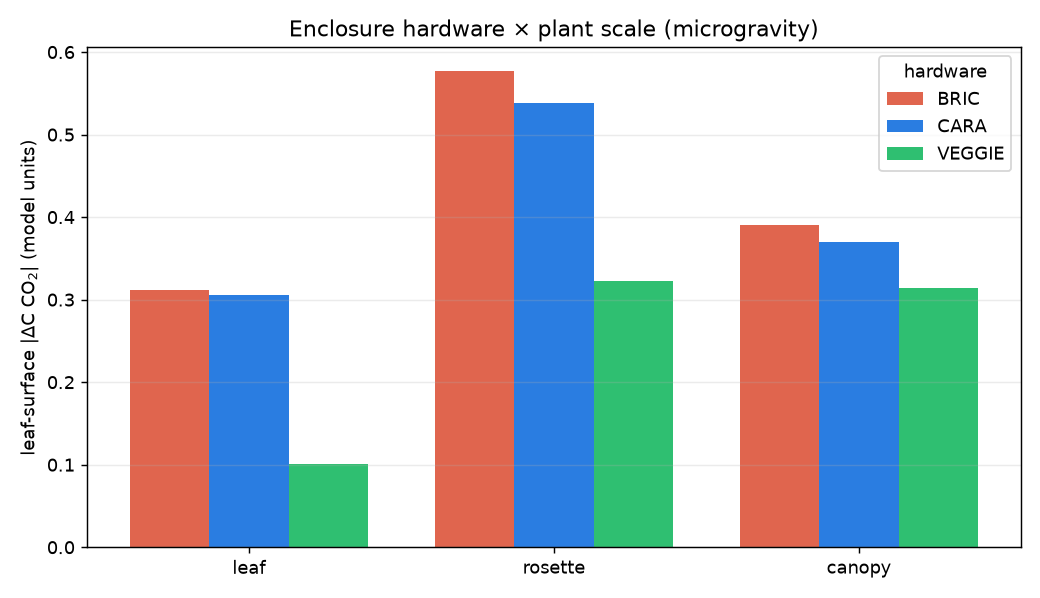 Enclosure hardware × plant scale (microgravity)
leaf-surface |ΔC CO₂| (model units)
0.6
0.5
0.4
0.3
0.2
0.1
0.0
hardware
BRIC
CARA
VEGGIE
leaf
rosette
canopy